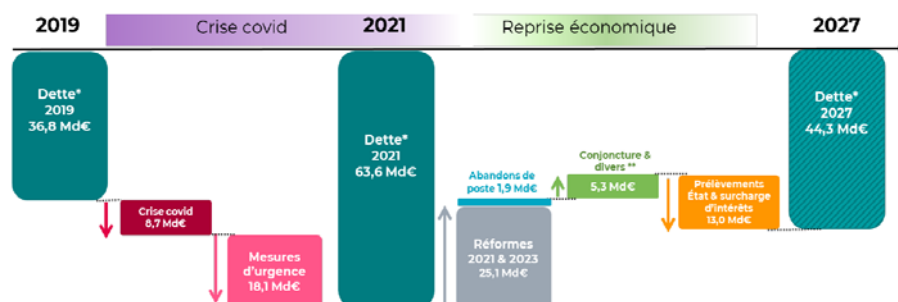 2019
Crise covid
2021
Reprise économique
2027
Dette*
2019
36,8 Md€
Crise covid
8,7 Md€
Mesures
d'urgence
18,1 Md€
Dette*
2021
63,6 Md€
Abandons de
poste 1,9 Md€
Réformes
2021 & 2023
25,1 Md€
Conjoncture &
divers **
5,3 Md€
Prélèvements
État & surcharge
d'intérêts
13,0 Md€
Dette*
2027
44,3 Md€